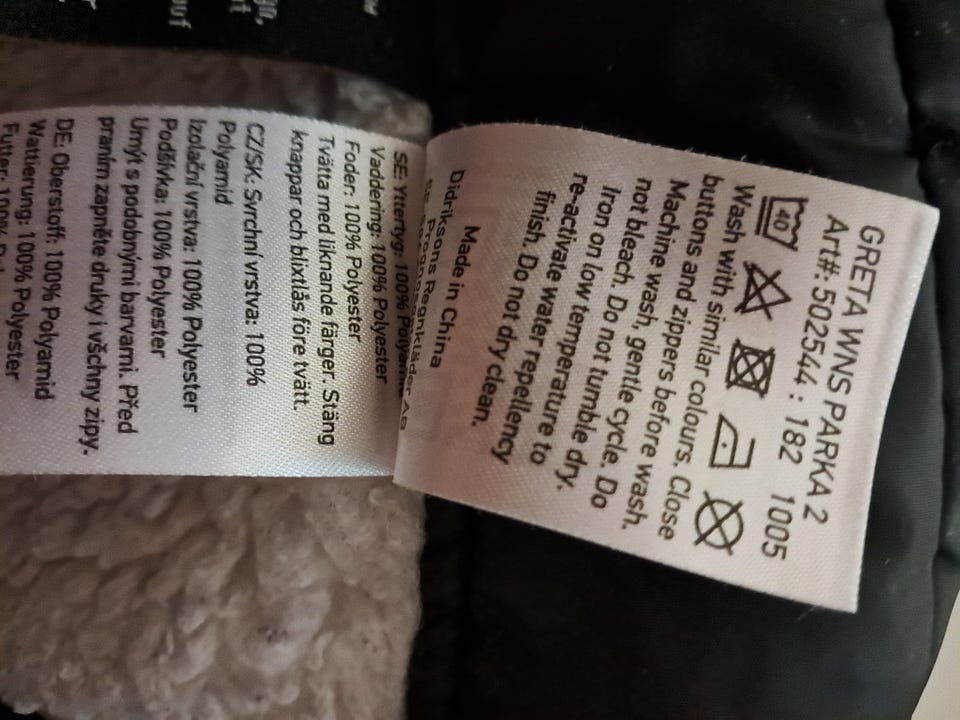 GRETA WNS PARKA 2
Art#: 502544 : 182 1005
40
Wash with similar colours. Close
buttons and zippers before wash.
Machine wash, gentle cycle. Do
not bleach. Do not tumble dry.
Iron on low temperature to
re-activate water repellency
finish. Do not dry clean.
Made in China
Didriksons Regnkläder AB
SE: Yttertyg: 100% Polyamid
Vaddering: 100% Polyester
Foder: 100% Polyester
Tvätta med liknande färger. Stäng
knappar och blixtlås före tvätt.
CZ/SK: Svrchní vrstva: 100%
Polyamid
Izolační vrstva: 100% Polyester
Podšívka: 100% Polyester
Umýt s podobnými barvami. Před
praním zapněte druky i všchny zipy.
DE: Oberstoff: 100% Polyamid
Wattierung: 100% Polyester
Futter: 100%